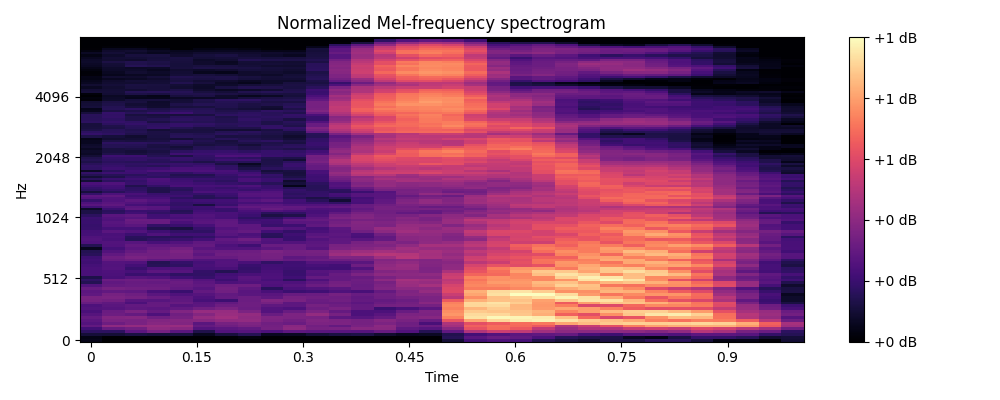 Normalized Mel-frequency spectrogram
4096
2048
1024
512
0
Hz
0 0.15 0.3 0.45 0.6 0.75 0.9
Time
+1 dB
+1 dB
+1 dB
+0 dB
+0 dB
+0 dB